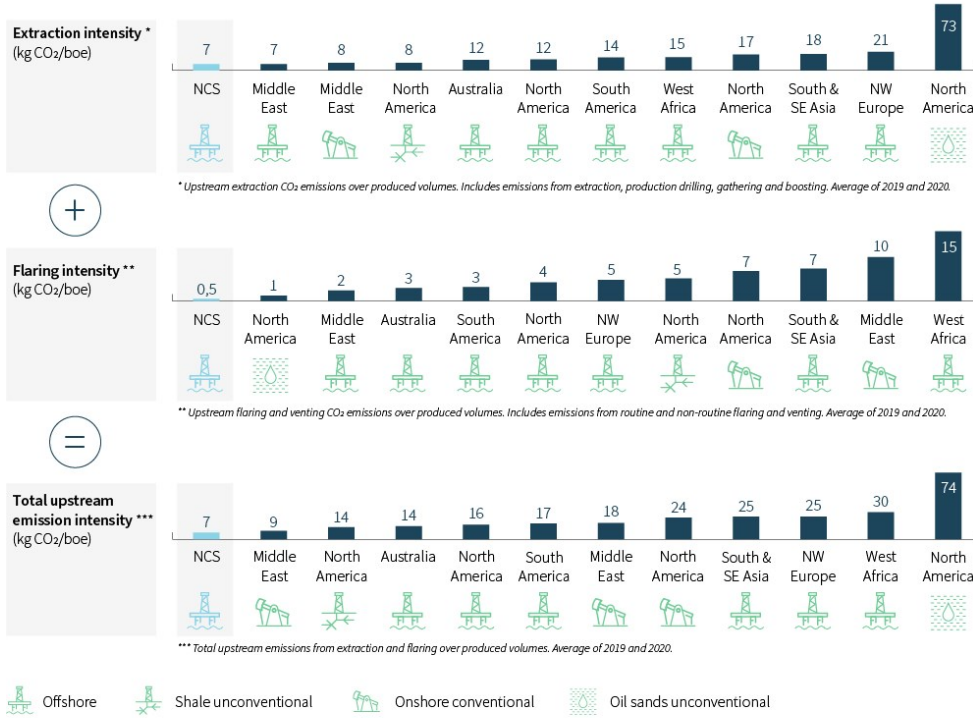 Extraction intensity *
(kg CO₂/boe)
7 7 8 8 12 12 14 15 17 18 21 73
NCS Middle East Middle East North America Australia North America South America West Africa North America South & SE Asia NW Europe North America
* Upstream extraction CO₂ emissions over produced volumes. Includes emissions from extraction, production drilling, gathering and boosting. Average of 2019 and 2020.
+
Flaring intensity **
(kg CO₂/boe)
0,5 1 2 3 3 4 5 5 7 7 10 15
NCS North America Middle East Australia South America North America NW Europe North America North America South & SE Asia Middle East West Africa
** Upstream flaring and venting CO₂ emissions over produced volumes. Includes emissions from routine and non-routine flaring and venting. Average of 2019 and 2020.
=
Total upstream
emission intensity ***
(kg CO₂/boe)
7 9 14 14 16 17 18 24 25 25 30 74
NCS Middle East North America Australia North America South America Middle East North America South & SE Asia NW Europe West Africa North America
*** Total upstream emissions from extraction and flaring over produced volumes. Average of 2019 and 2020.
Offshore Shale unconventional Onshore conventional Oil sands unconventional